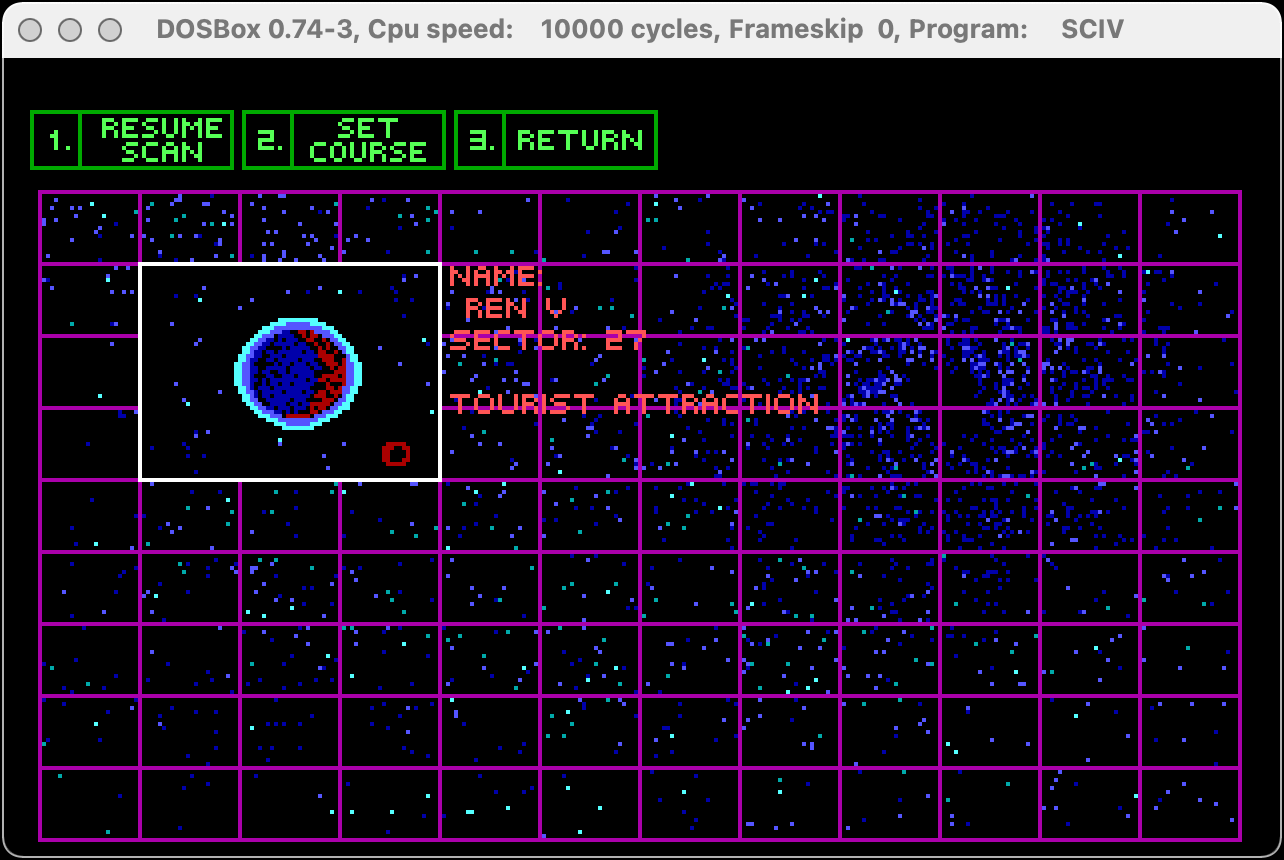 DOSBox 0.74-3, Cpu speed: 10000 cycles, Frameskip 0, Program: SCIV
1. RESUME SCAN
2. SET COURSE
3. RETURN
NAME:
REN V
SECTOR: 27
TOURIST ATTRACTION